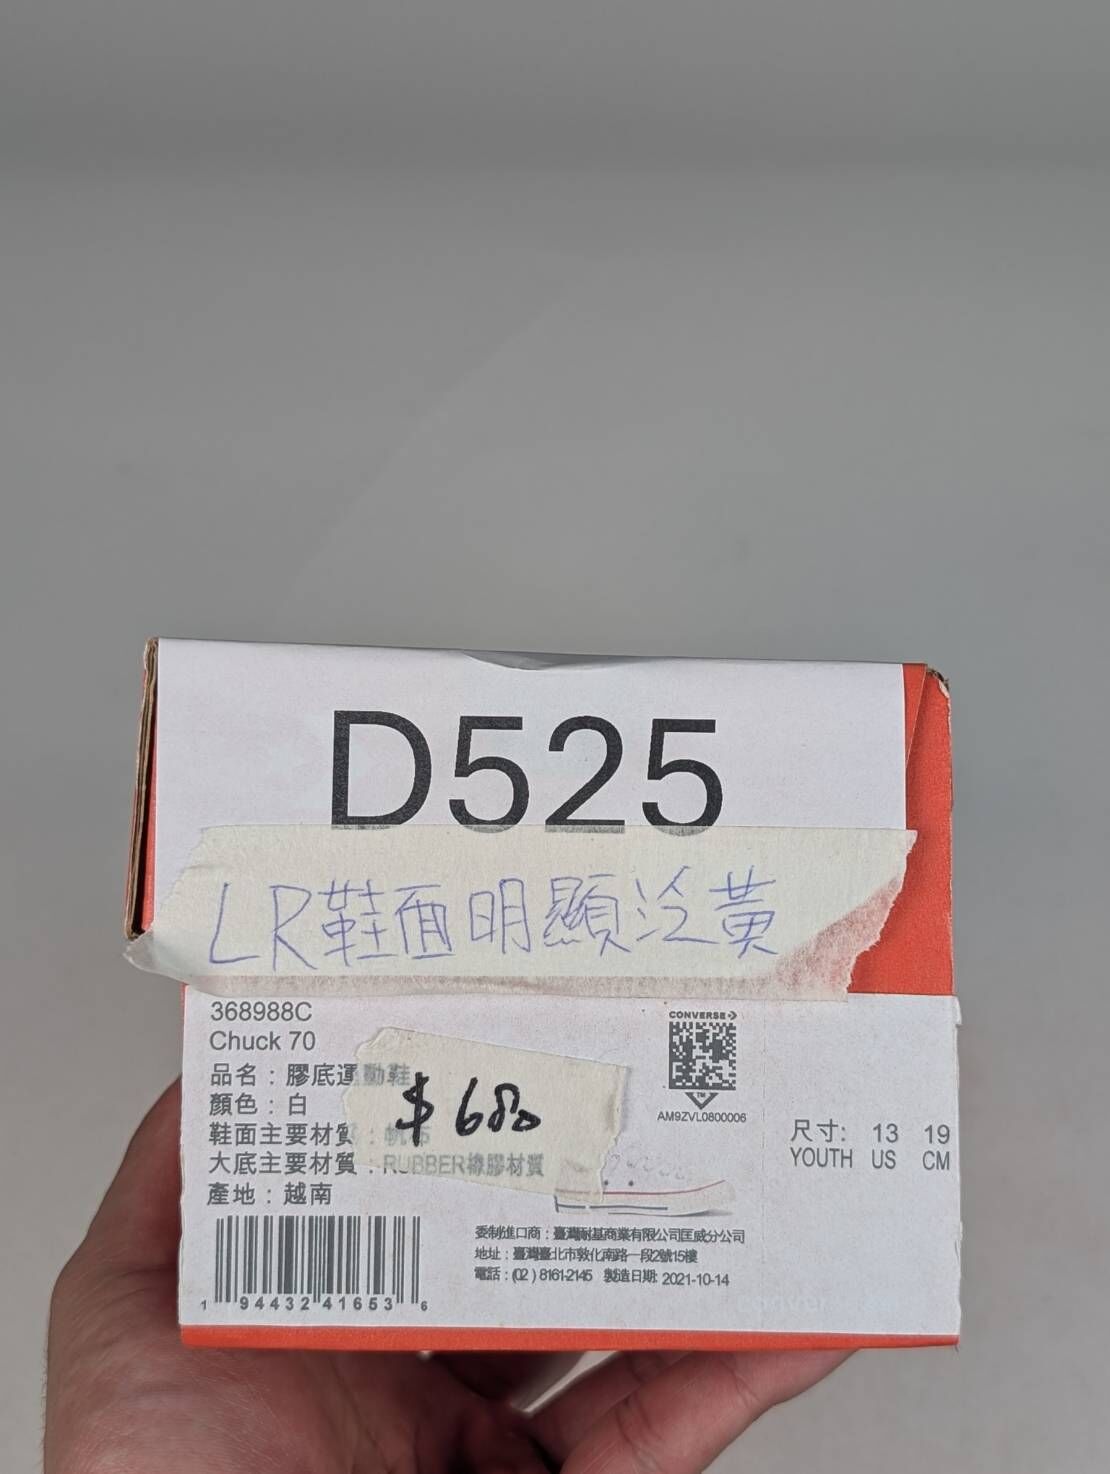 D525
LR鞋面明顯泛黃
368988C
Chuck 70
品名：膠底運動鞋
顏色：白
鞋面主要材質：帆布
大底主要材質：RUBBER橡膠材質
產地：越南
$680
CONVERSE
TM
AM9ZVL0800006
尺寸: 13 19
YOUTH US CM
委制進口商：臺灣耐基商業有限公司匡威分公司
地址：臺灣臺北市敦化南路一段2號15樓
電話：(02) 8161-2145 製造日期: 2021-10-14
1 94432 41653 6